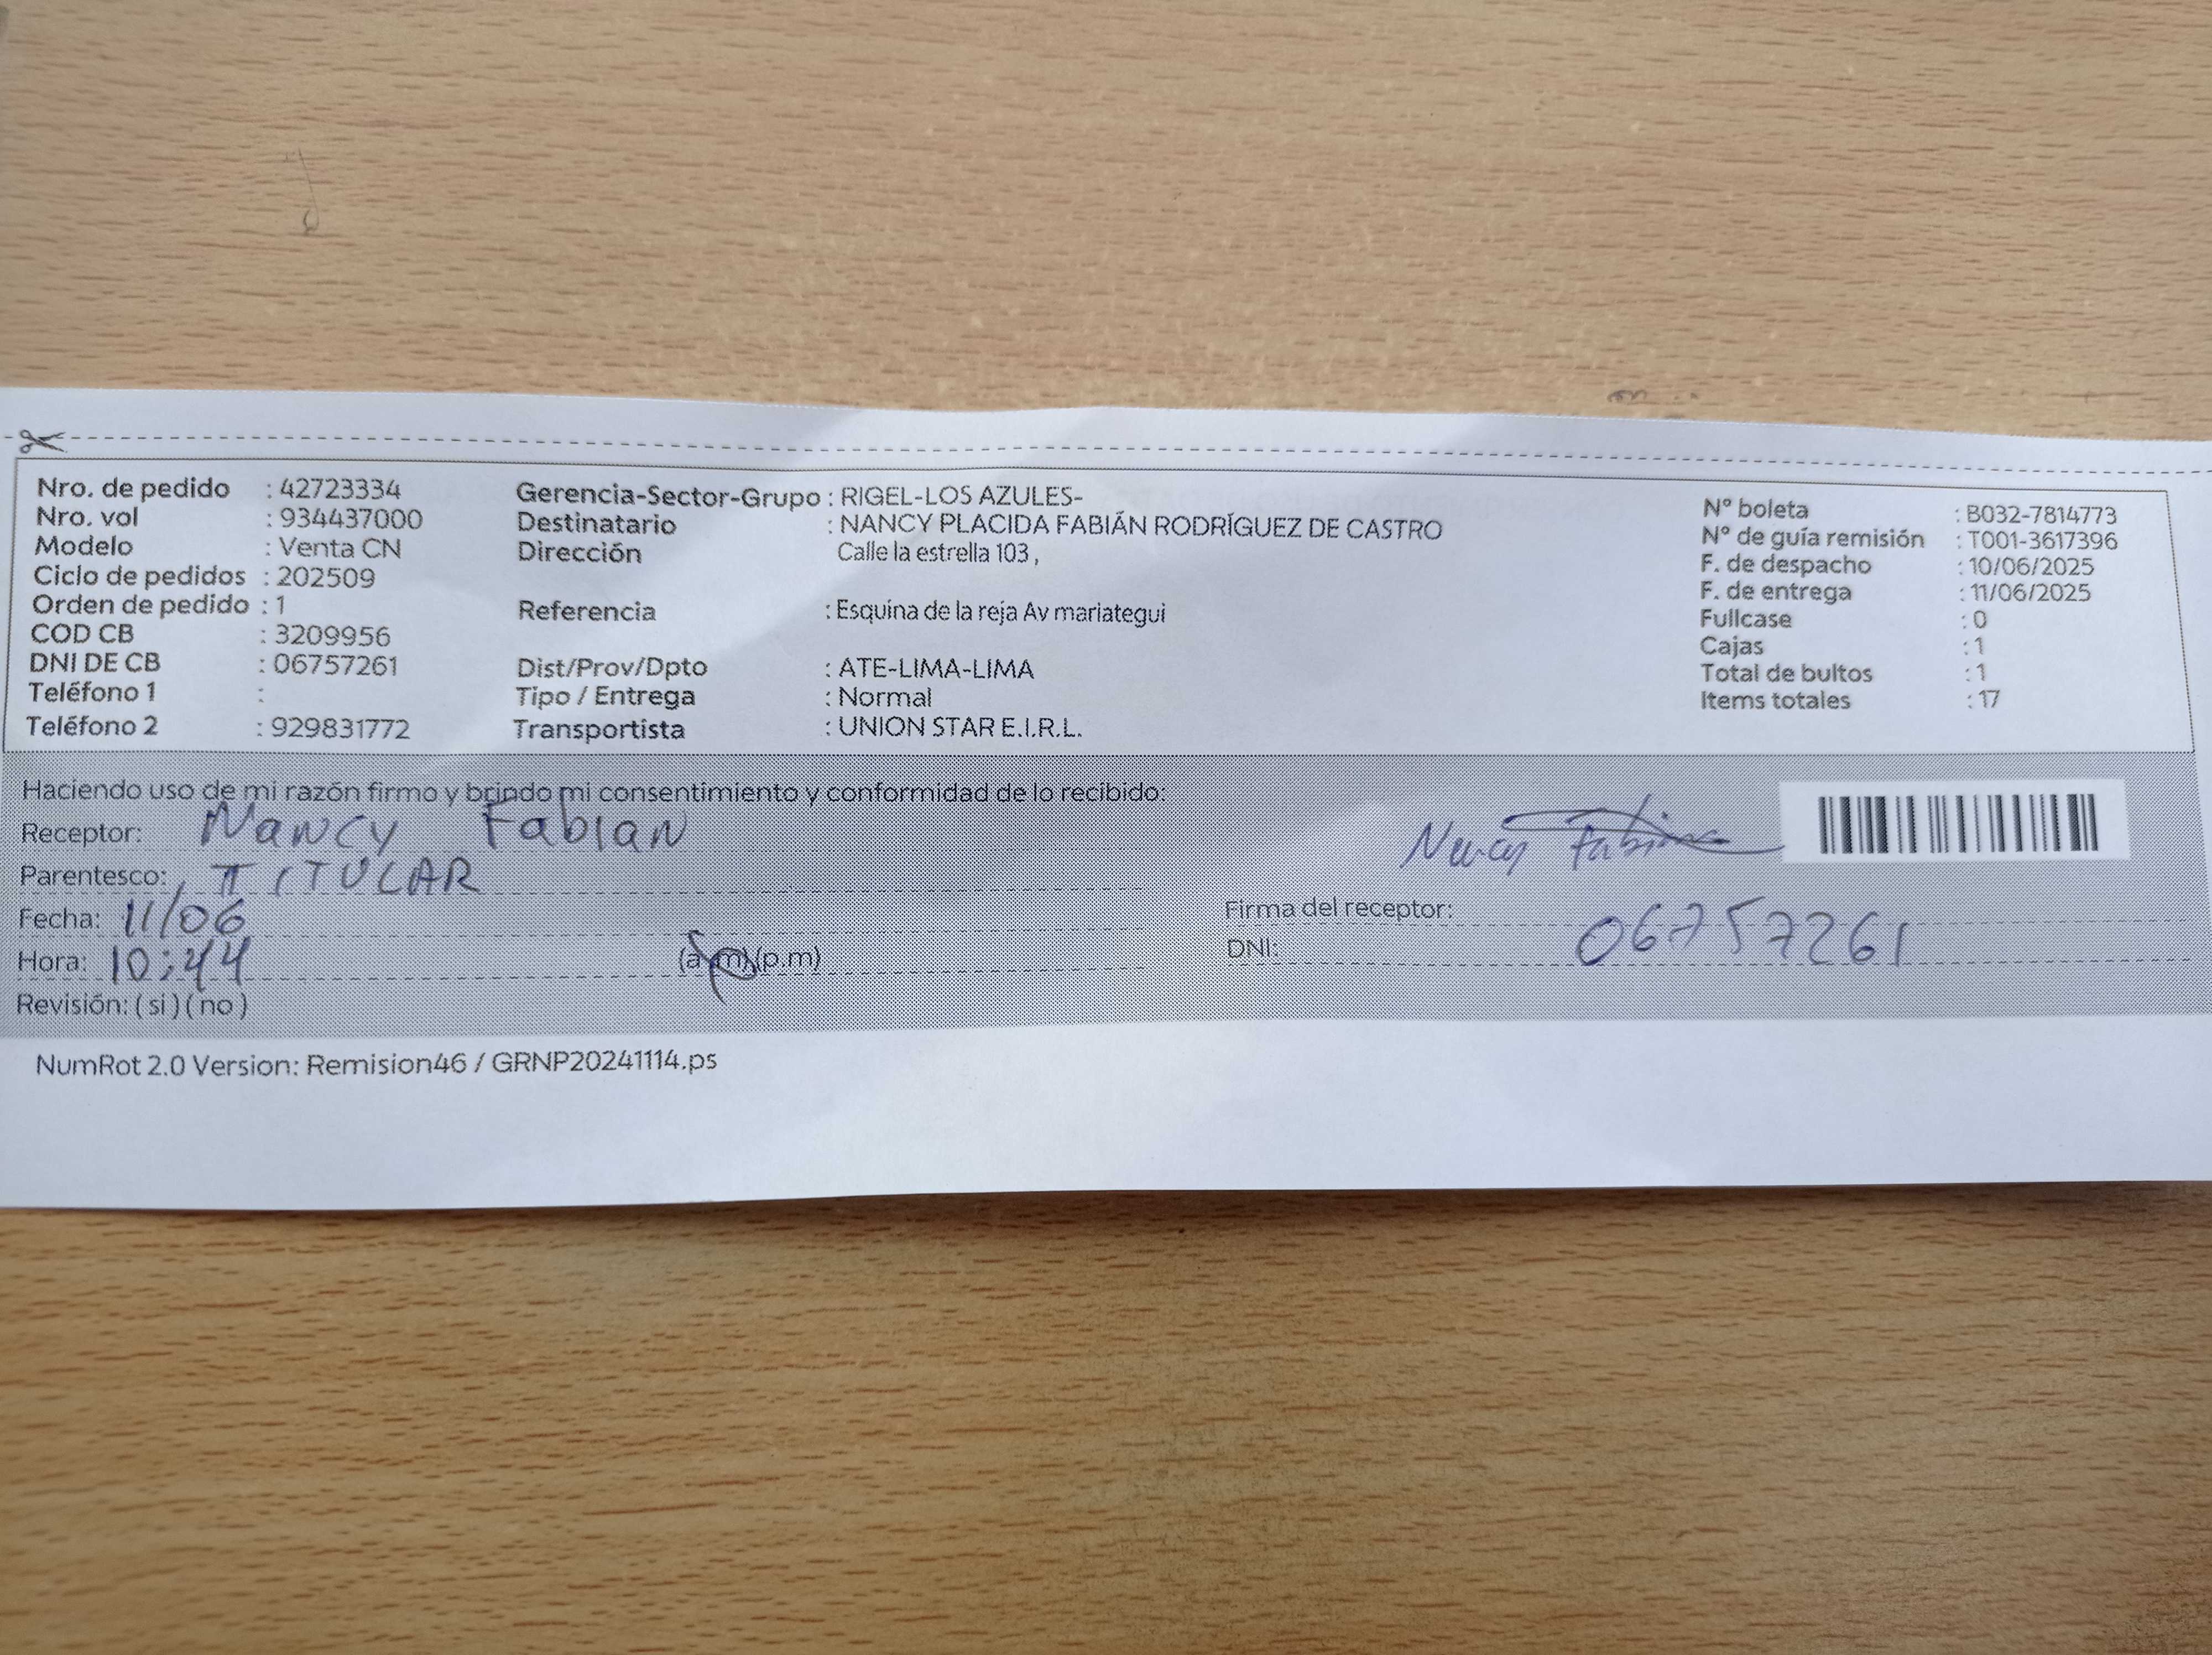 Nro. de pedido : 42723334
Nro. vol : 934437000
Modelo : Venta CN
Ciclo de pedidos : 202509
Orden de pedido : 1
COD CB : 3209956
DNI DE CB : 06757261
Teléfono 1 :
Teléfono 2 : 929831772
Gerencia-Sector-Grupo : RIGEL-LOS AZULES-
Destinatario : NANCY PLACIDA FABIÁN RODRÍGUEZ DE CASTRO
Dirección Calle la estrella 103 ,
Referencia : Esquina de la reja Av mariategui
Dist/Prov/Dpto : ATE-LIMA-LIMA
Tipo / Entrega : Normal
Transportista : UNION STAR E.I.R.L.
N° boleta : B032-7814773
N° de guía remisión : T001-3617396
F. de despacho : 10/06/2025
F. de entrega : 11/06/2025
Fullcase : 0
Cajas : 1
Total de bultos : 1
Items totales : 17
Haciendo uso de mi razón firmo y brindo mi consentimiento y conformidad de lo recibido:
Receptor: Nancy Fabian
Parentesco: TITULAR
Fecha: 11/06
Hora: 10:44 (a.m)(p.m)
Revisión: ( si ) ( no )
Nancy Fabian
Firma del receptor:
DNI: 06757261
NumRot 2.0 Version: Remision46 / GRNP20241114.ps